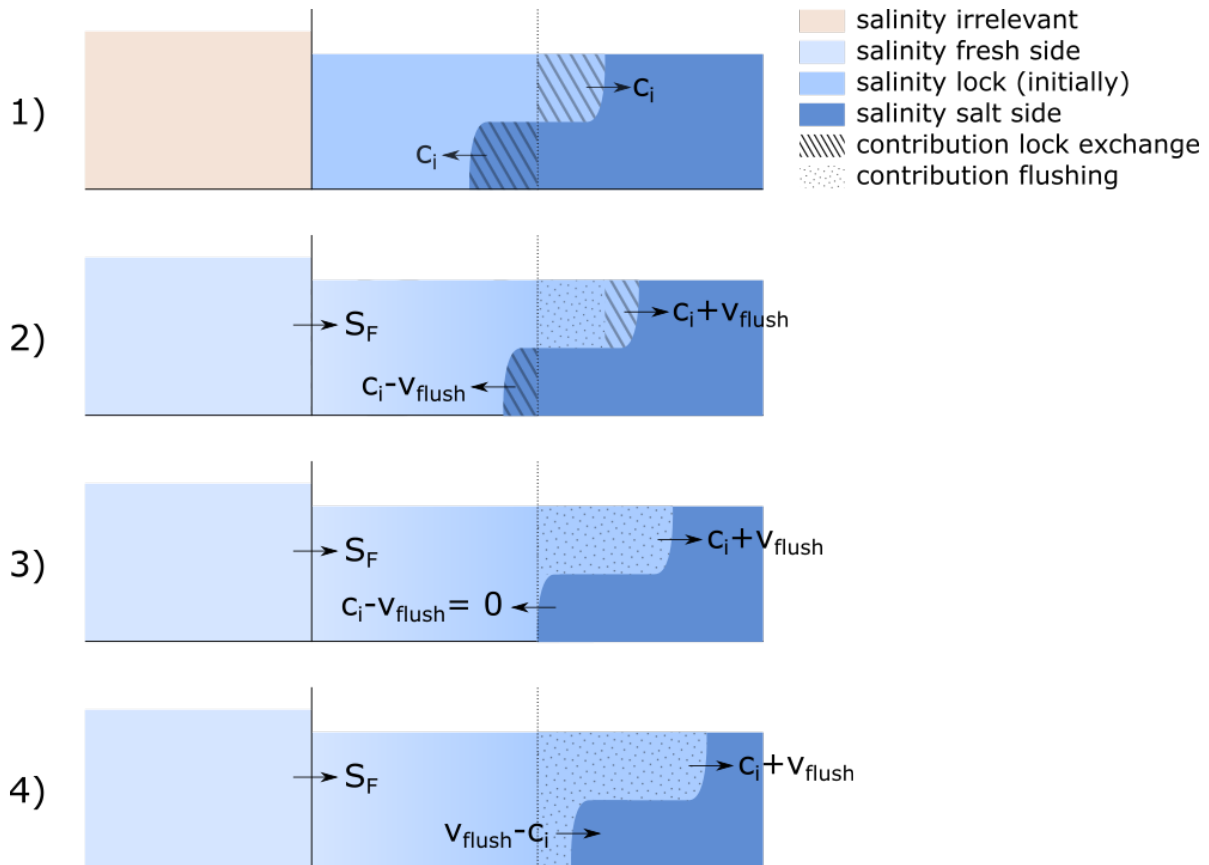 salinity irrelevant
salinity fresh side
salinity lock (initially)
salinity salt side
contribution lock exchange
contribution flushing
1)
cᵢ
cᵢ
2)
S_F
cᵢ+v_flush
cᵢ-v_flush
3)
S_F
cᵢ+v_flush
cᵢ-v_flush= 0
4)
S_F
cᵢ+v_flush
v_flush-cᵢ